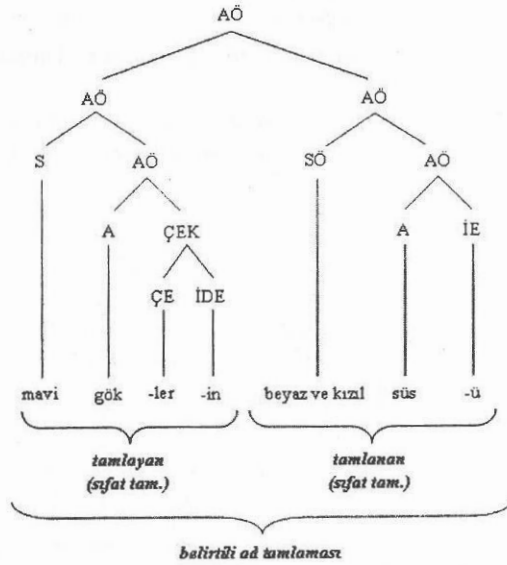 AÖ
AÖ AÖ
S AÖ SÖ AÖ
A ÇEK A İE
ÇE İDE
mavi gök -ler -in beyaz ve kızıl süs -ü
tamlayan tamlanan
(sıfat tam.) (sıfat tam.)
belirtili ad tamlaması